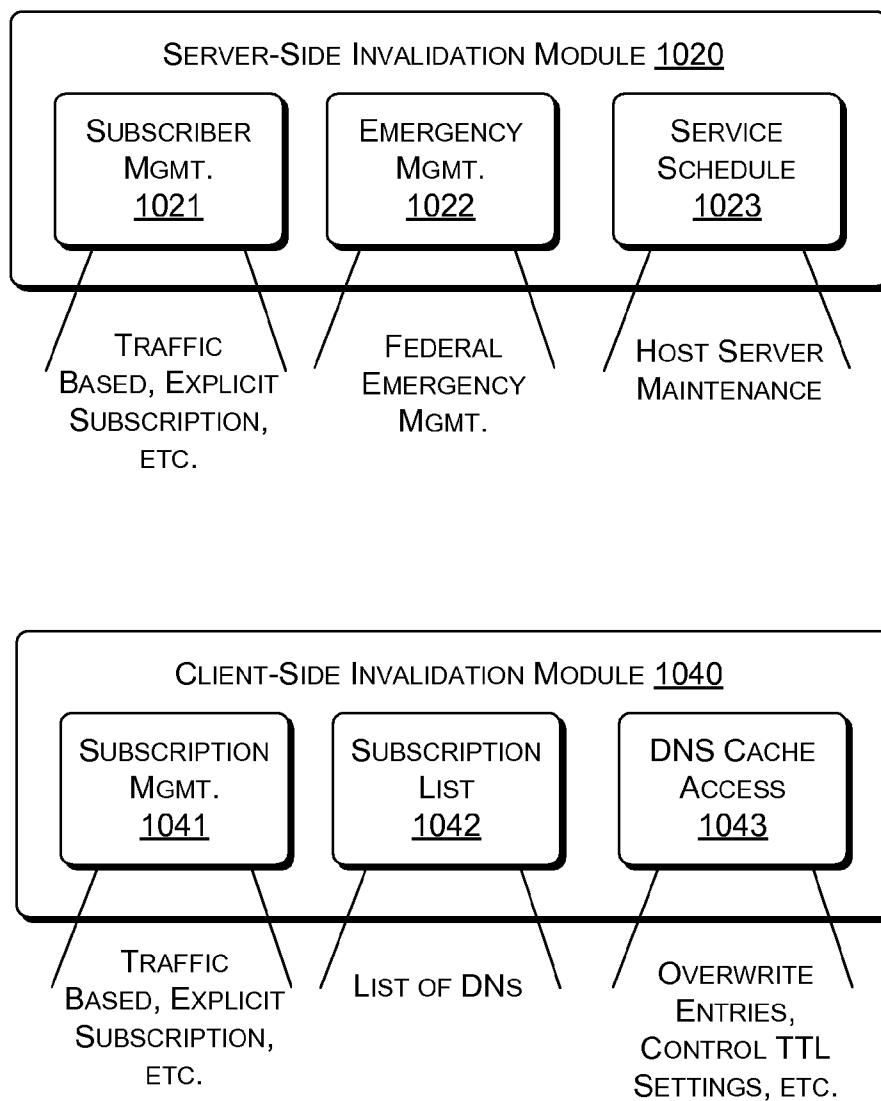 SERVER-SIDE INVALIDATION MODULE 1020
SUBSCRIBER
MGMT.
1021
EMERGENCY
MGMT.
1022
SERVICE
SCHEDULE
1023
TRAFFIC
BASED, EXPLICIT
SUBSCRIPTION,
ETC.
FEDERAL
EMERGENCY
MGMT.
HOST SERVER
MAINTENANCE
CLIENT-SIDE INVALIDATION MODULE 1040
SUBSCRIPTION
MGMT.
1041
SUBSCRIPTION
LIST
1042
DNS CACHE
ACCESS
1043
TRAFFIC
BASED, EXPLICIT
SUBSCRIPTION,
ETC.
LIST OF DNS
OVERWRITE
ENTRIES,
CONTROL TTL
SETTINGS, ETC.